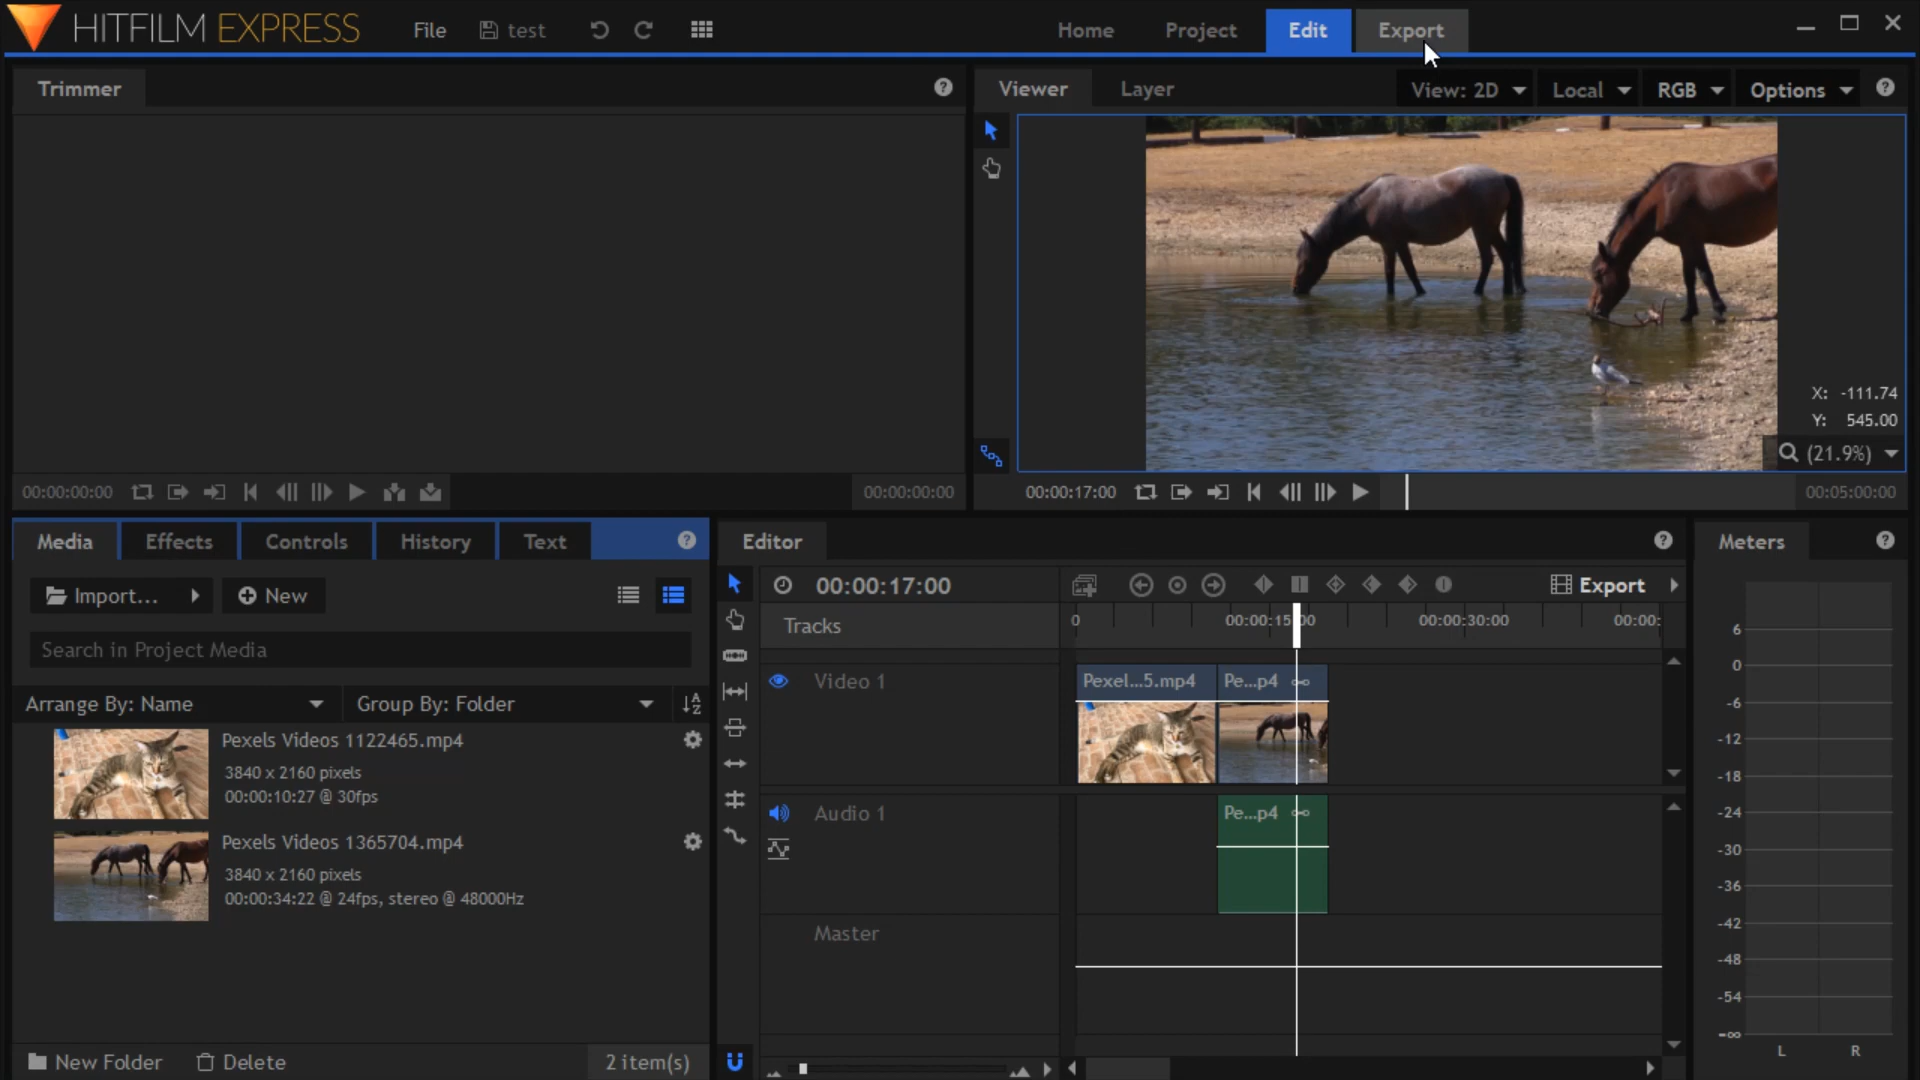 HITFILM EXPRESS
File
test
Home
Project
Edit
Export
Trimmer
Viewer
Layer
View: 2D
Local
RGB
Options
X: -111.74
Y: 545.00
(21.9%)
00:00:00:00
00:00:00:00
00:00:17:00
00:05:00:00
Media
Effects
Controls
History
Text
Editor
Meters
Import...
New
00:00:17:00
Export
Search in Project Media
Tracks
0
00:00:15:00
00:00:30:00
00:00:
Arrange By: Name
Group By: Folder
Video 1
Pexel...5.mp4
Pe...p4
Pexels Videos 1122465.mp4
3840 x 2160 pixels
00:00:10:27 @ 30fps
Pexels Videos 1365704.mp4
3840 x 2160 pixels
00:00:34:22 @ 24fps, stereo @ 48000Hz
Audio 1
Pe...p4
Master
6
0
-6
-12
-18
-24
-30
-36
-42
-48
-54
-∞
L
R
New Folder
Delete
2 item(s)